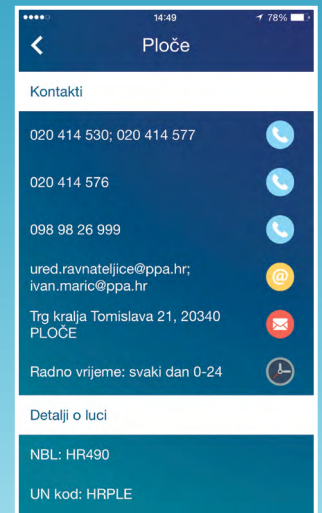 14:49
78%
Ploče
Kontakti
020 414 530; 020 414 577
020 414 576
098 98 26 999
ured.ravnateljice@ppa.hr;
ivan.maric@ppa.hr
@
Trg kralja Tomislava 21, 20340
PLOČE
Radno vrijeme: svaki dan 0-24
Detalji o luci
NBL: HR490
UN kod: HRPLE